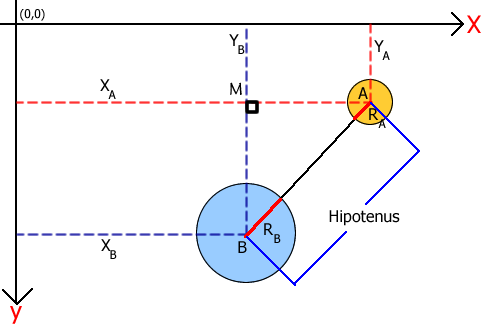 (0,0)
X
Y_B
Y_A
X_A
M
A
R_A
Hipotenus
X_B
B
R_B
y